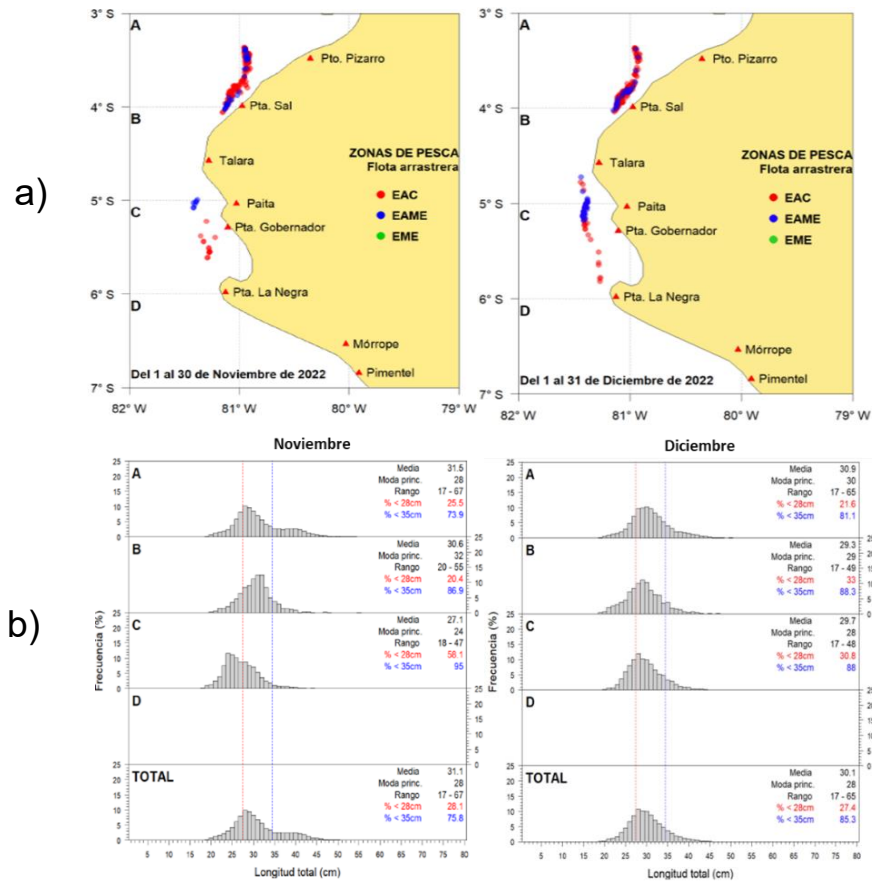 a)
3° S
4° S
5° S
6° S
7° S
82° W
81° W
80° W
79° W
A
B
C
D
Pto. Pizarro
Pta. Sal
Talara
Paita
Pta. Gobernador
Pta. La Negra
Mórrope
Pimentel
ZONAS DE PESCA
Flota arrastrera
EAC
EAME
EME
Del 1 al 30 de Noviembre de 2022
3° S
4° S
5° S
6° S
7° S
82° W
81° W
80° W
79° W
A
B
C
D
Pto. Pizarro
Pta. Sal
Talara
Paita
Pta. Gobernador
Pta. La Negra
Mórrope
Pimentel
ZONAS DE PESCA
Flota arrastrera
EAC
EAME
EME
Del 1 al 31 de Diciembre de 2022
b)
Noviembre
Frecuencia (%)
A
Media 31.5
Moda princ. 28
Rango 17 - 67
% < 28cm 25.5
% < 35cm 73.9
B
Media 30.6
Moda princ. 32
Rango 20 - 55
% < 28cm 20.4
% < 35cm 86.9
C
Media 27.1
Moda princ. 24
Rango 18 - 47
% < 28cm 58.1
% < 35cm 95
D
TOTAL
Media 31.1
Moda princ. 28
Rango 17 - 67
% < 28cm 28.1
% < 35cm 75.8
25 20 15 10 5 0
5 10 15 20 25 30 35 40 45 50 55 60 65 70 75 80
Longitud total (cm)
Diciembre
Frecuencia (%)
A
Media 30.9
Moda princ. 30
Rango 17 - 65
% < 28cm 21.6
% < 35cm 81.1
B
Media 29.3
Moda princ. 29
Rango 17 - 49
% < 28cm 33
% < 35cm 88.3
C
Media 29.7
Moda princ. 28
Rango 17 - 48
% < 28cm 30.8
% < 35cm 88
D
TOTAL
Media 30.1
Moda princ. 28
Rango 17 - 65
% < 28cm 27.4
% < 35cm 85.3
25 20 15 10 5 0
5 10 15 20 25 30 35 40 45 50 55 60 65 70 75 80
Longitud total (cm)